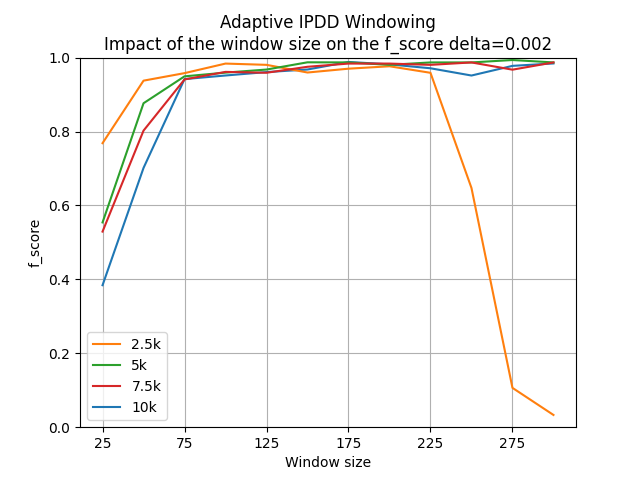 Adaptive IPDD Windowing
Impact of the window size on the f_score delta=0.002
1.0
0.8
0.6
0.4
0.2
0.0
f_score
2.5k
5k
7.5k
10k
25 75 125 175 225 275
Window size